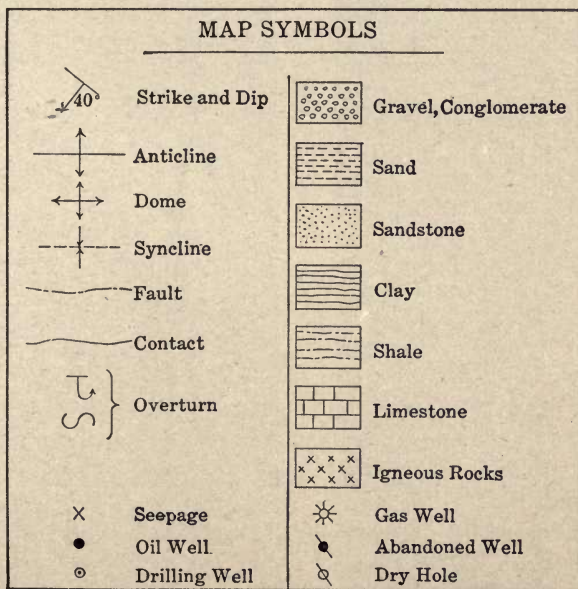 MAP SYMBOLS
40°
Strike and Dip
Anticline
Dome
Syncline
Fault
Contact
Overturn
Seepage
Oil Well.
Drilling Well
Gravel, Conglomerate
Sand
Sandstone
Clay
Shale
Limestone
Igneous Rocks
Gas Well
Abandoned Well
Dry Hole